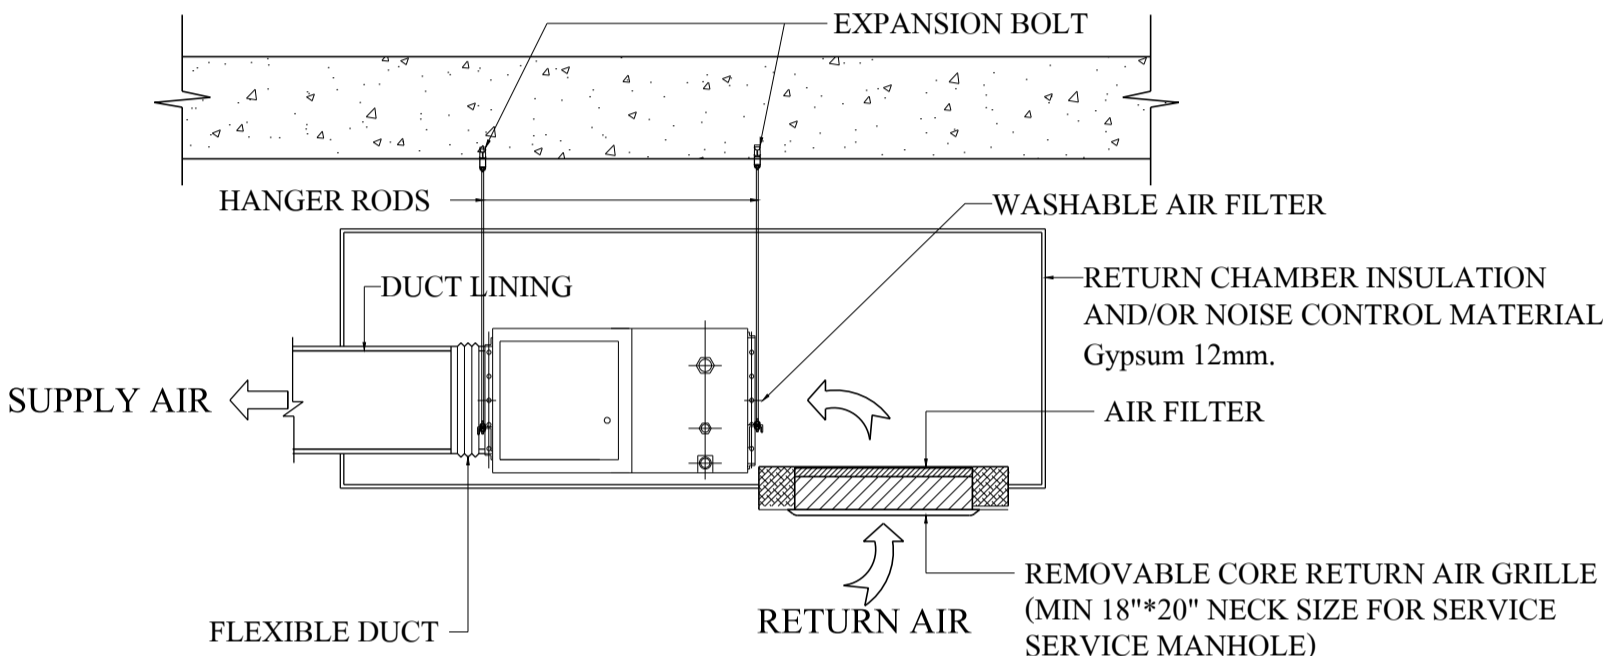 EXPANSION BOLT
HANGER RODS
WASHABLE AIR FILTER
DUCT LINING
RETURN CHAMBER INSULATION
AND/OR NOISE CONTROL MATERIAL
Gypsum 12mm.
SUPPLY AIR
AIR FILTER
REMOVABLE CORE RETURN AIR GRILLE
(MIN 18"*20" NECK SIZE FOR SERVICE
SERVICE MANHOLE)
RETURN AIR
FLEXIBLE DUCT